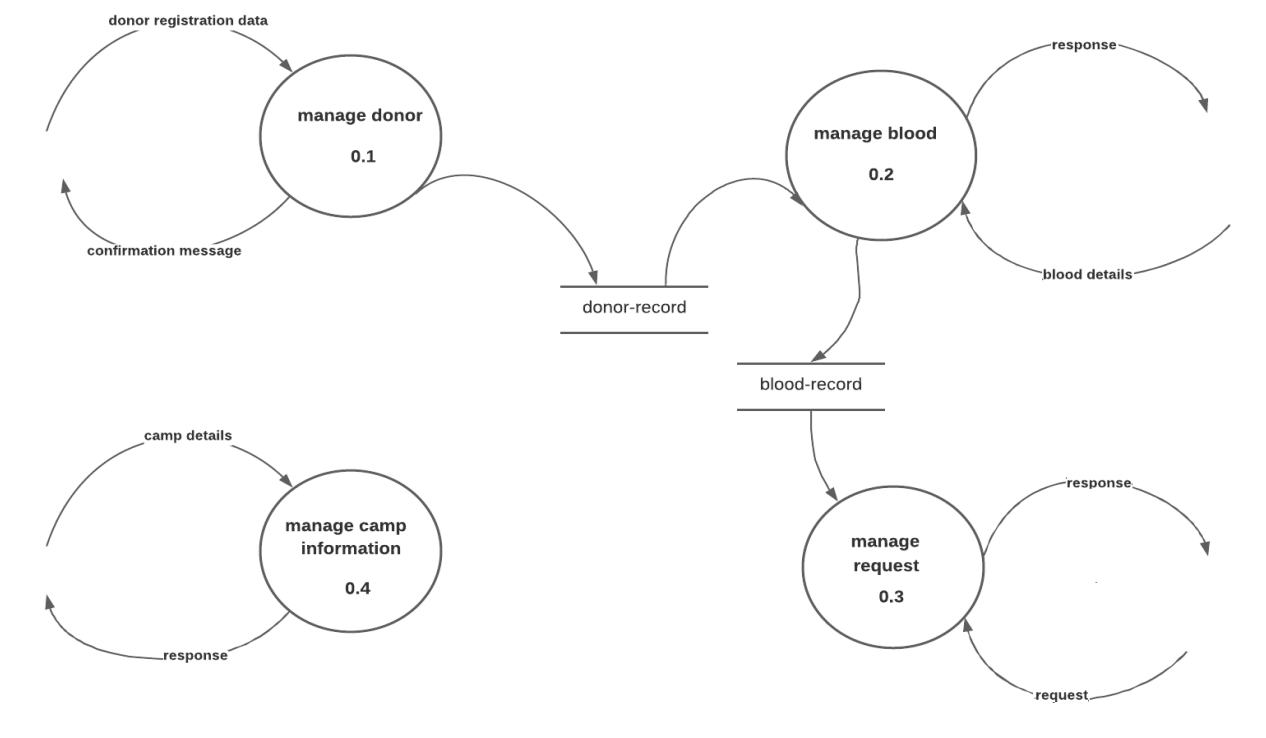 donor registration data
manage donor
0.1
confirmation message
response
manage blood
0.2
blood details
donor-record
blood-record
camp details
manage camp
information
0.4
response
response
manage
request
0.3
request